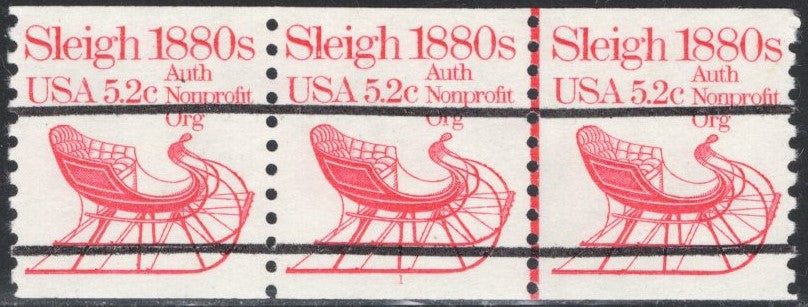 Sleigh 1880s
USA 5.2c Auth
Nonprofit
Org
Sleigh 1880s
USA 5.2c Auth
Nonprofit
Org
1
Sleigh 1880s
USA 5.2c Auth
Nonprofit
Org